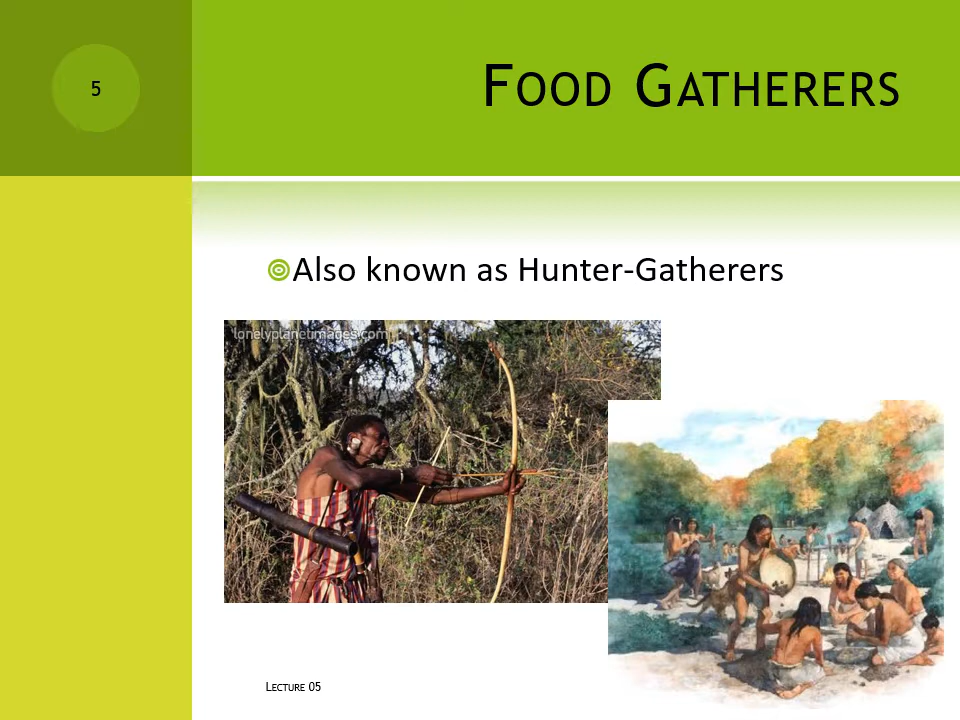 5
Food Gatherers
Also known as Hunter-Gatherers
lonelyplanetimages.com
Lecture 05